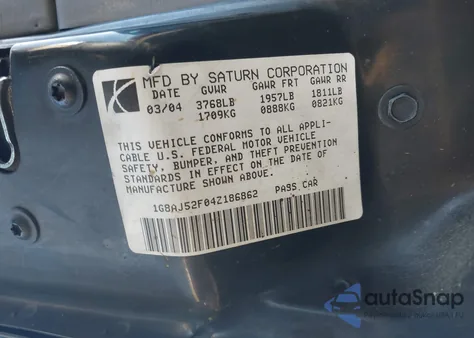 MFD BY SATURN CORPORATION
DATE GVWR GAWR FRT GAWR RR
03/04 3768LB 1957LB 1811LB
1709KG 0888KG 0821KG
THIS VEHICLE CONFORMS TO ALL APPLI-
CABLE U.S. FEDERAL MOTOR VEHICLE
SAFETY, BUMPER, AND THEFT PREVENTION
STANDARDS IN EFFECT ON THE DATE OF
MANUFACTURE SHOWN ABOVE.
1G8AJ52F04Z186862 PASS CAR
autoSnap